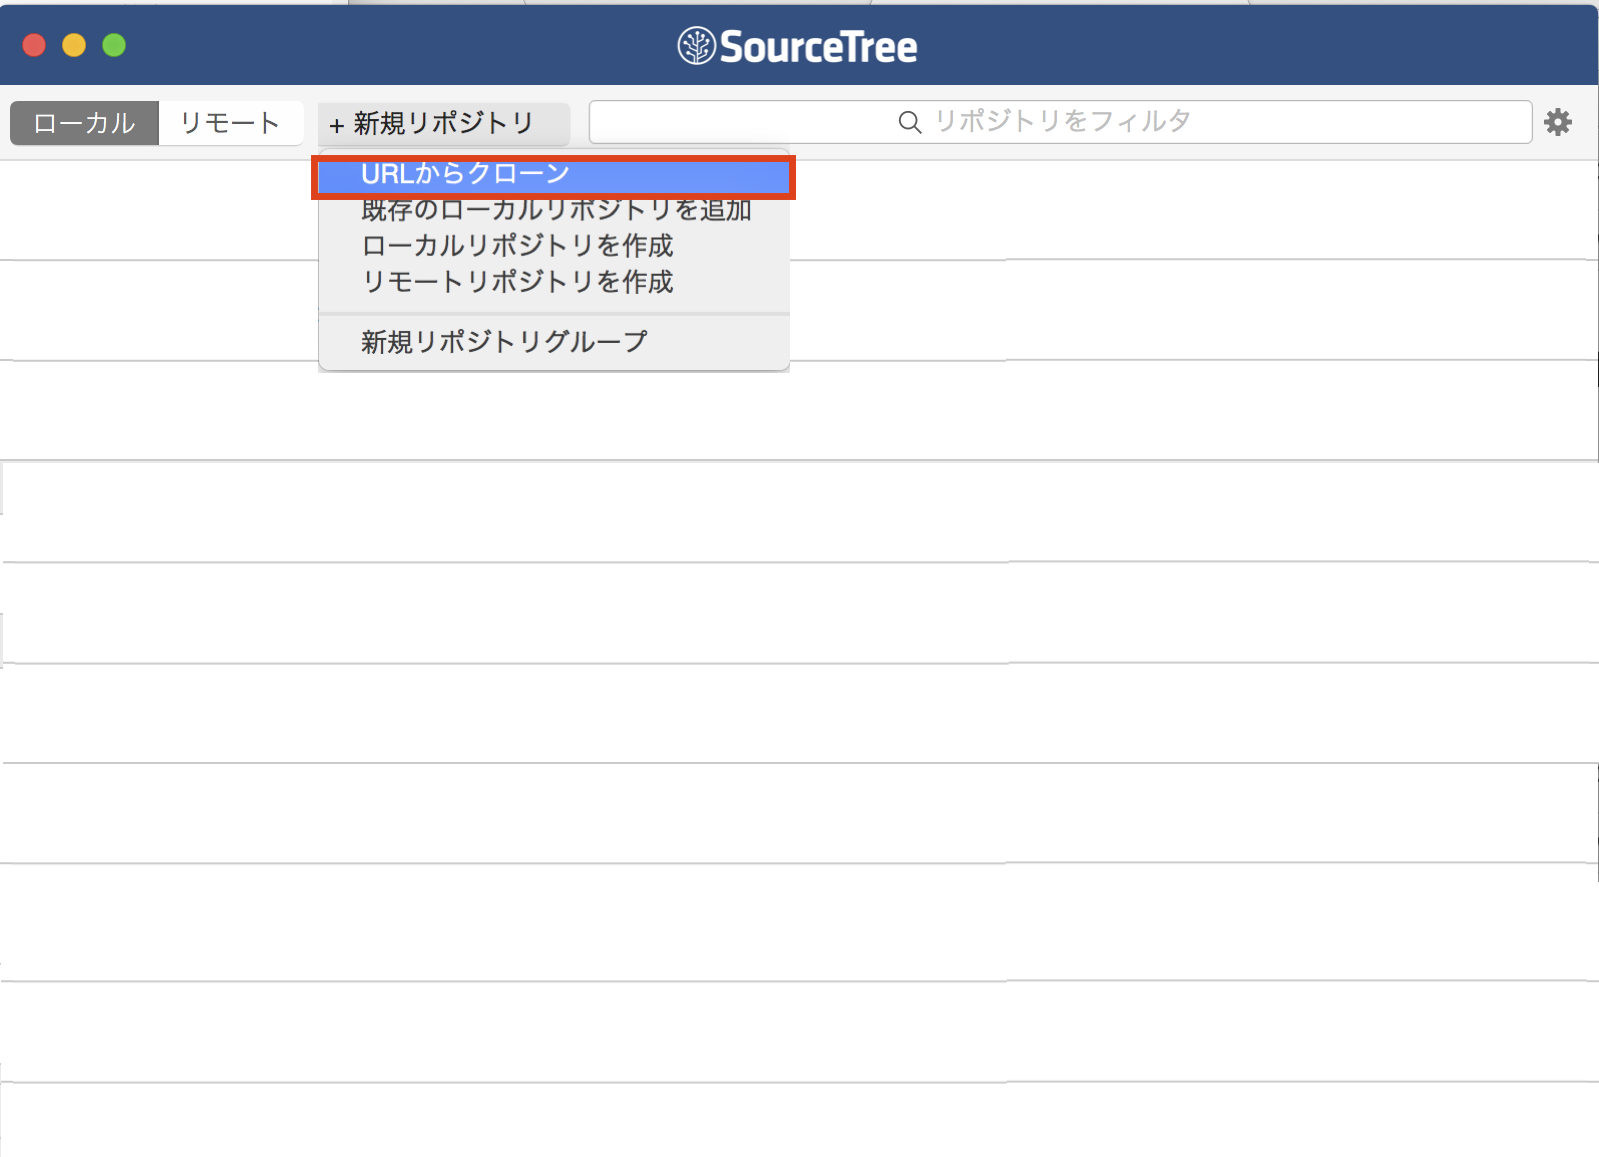 SourceTree
ローカル リモート + 新規リポジトリ リポジトリをフィルタ
URLからクローン
既存のローカルリポジトリを追加
ローカルリポジトリを作成
リモートリポジトリを作成
新規リポジトリグループ